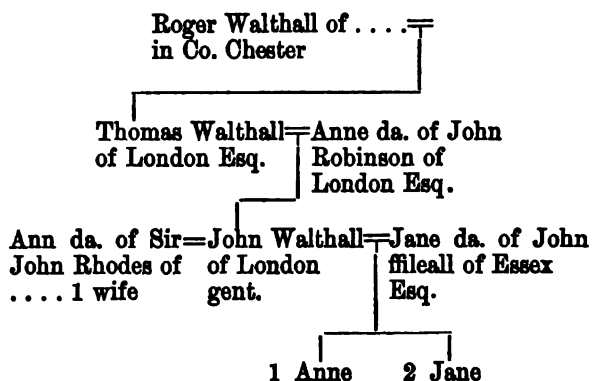 Roger Walthall of ....
in Co. Chester
Thomas Walthall=Anne da. of John
of London Esq. Robinson of
London Esq.
Ann da. of Sir=John Walthall=Jane da. of John
John Rhodes of of London ffileall of Essex
.... 1 wife gent. Esq.
1 Anne 2 Jane